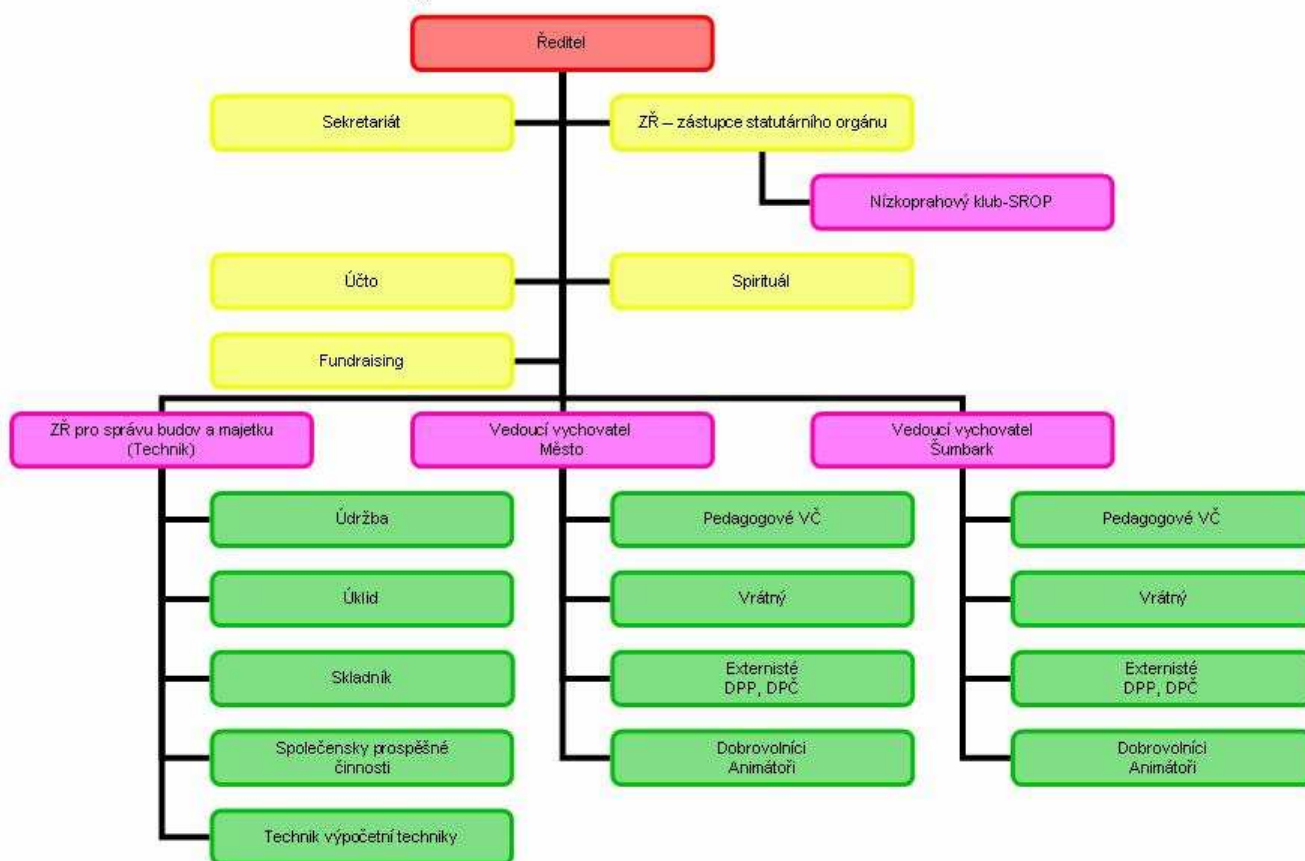 Ředitel
Sekretariát
ZŘ – zástupce statutárního orgánu
Nízkoprahový klub-SROP
Účto
Spirituál
Fundraising
ZŘ pro správu budov a majetku
(Technik)
Vedoucí vychovatel
Město
Vedoucí vychovatel
Šumbark
Údržba
Pedagogové VČ
Pedagogové VČ
Úklid
Vrátný
Vrátný
Skladník
Externisté
DPP, DPČ
Externisté
DPP, DPČ
Společensky prospěšné
činnosti
Dobrovolníci
Animátoři
Dobrovolníci
Animátoři
Technik výpočetní techniky